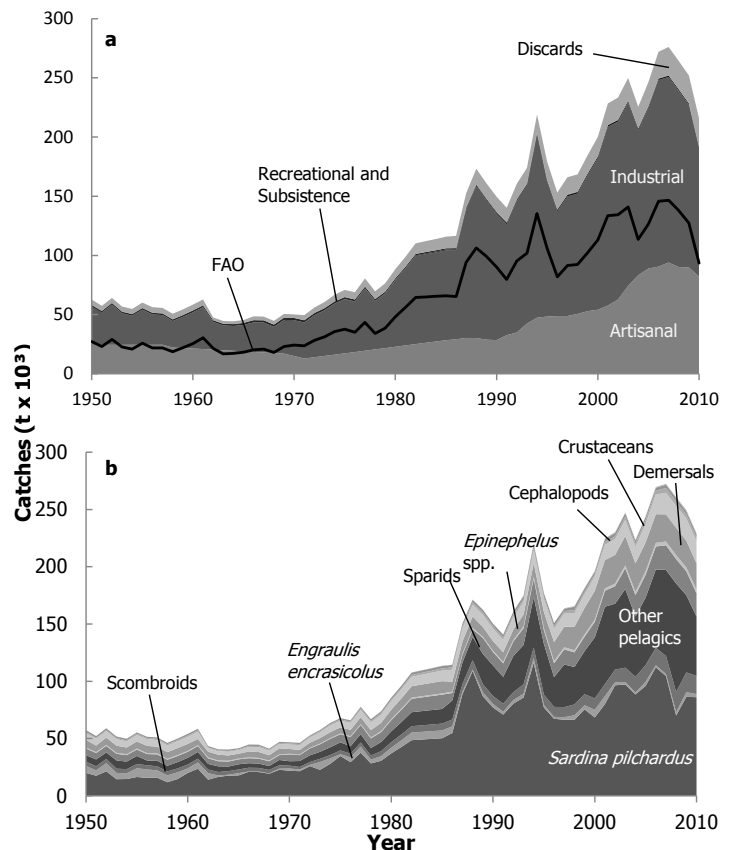 300
a
Discards
250
200
Industrial
Recreational and
Subsistence
150
FAO
100
50
Artisanal
0
1950 1960 1970 1980 1990 2000 2010
Catches (t x 10³)
300
b
Crustaceans
Demersals
250
Cephalopods
Epinephelus
spp.
200
Sparids
Other
pelagics
150
Engraulis
encrasicolus
Scombroids
100
50
Sardina pilchardus
0
1950 1960 1970 1980 1990 2000 2010
Year